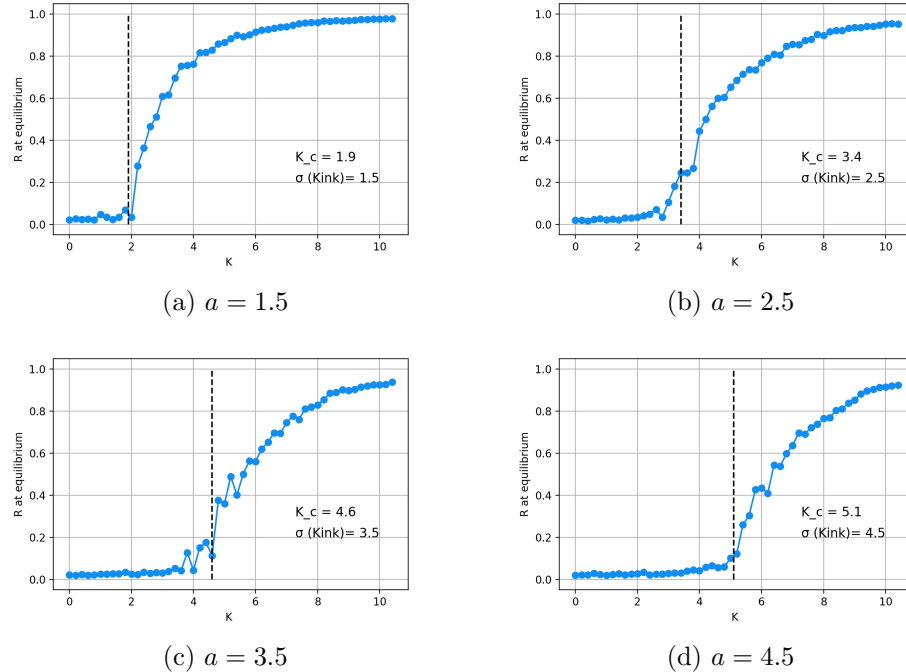 1.0
0.8
0.6
0.4
0.2
0.0
R at equilibrium
K_c = 1.9
σ (Kink)= 1.5
0 2 4 6 8 10
K
(a) a = 1.5
1.0
0.8
0.6
0.4
0.2
0.0
R at equilibrium
K_c = 3.4
σ (Kink)= 2.5
0 2 4 6 8 10
K
(b) a = 2.5
1.0
0.8
0.6
0.4
0.2
0.0
R at equilibrium
K_c = 4.6
σ (Kink)= 3.5
0 2 4 6 8 10
K
(c) a = 3.5
1.0
0.8
0.6
0.4
0.2
0.0
R at equilibrium
K_c = 5.1
σ (Kink)= 4.5
0 2 4 6 8 10
K
(d) a = 4.5